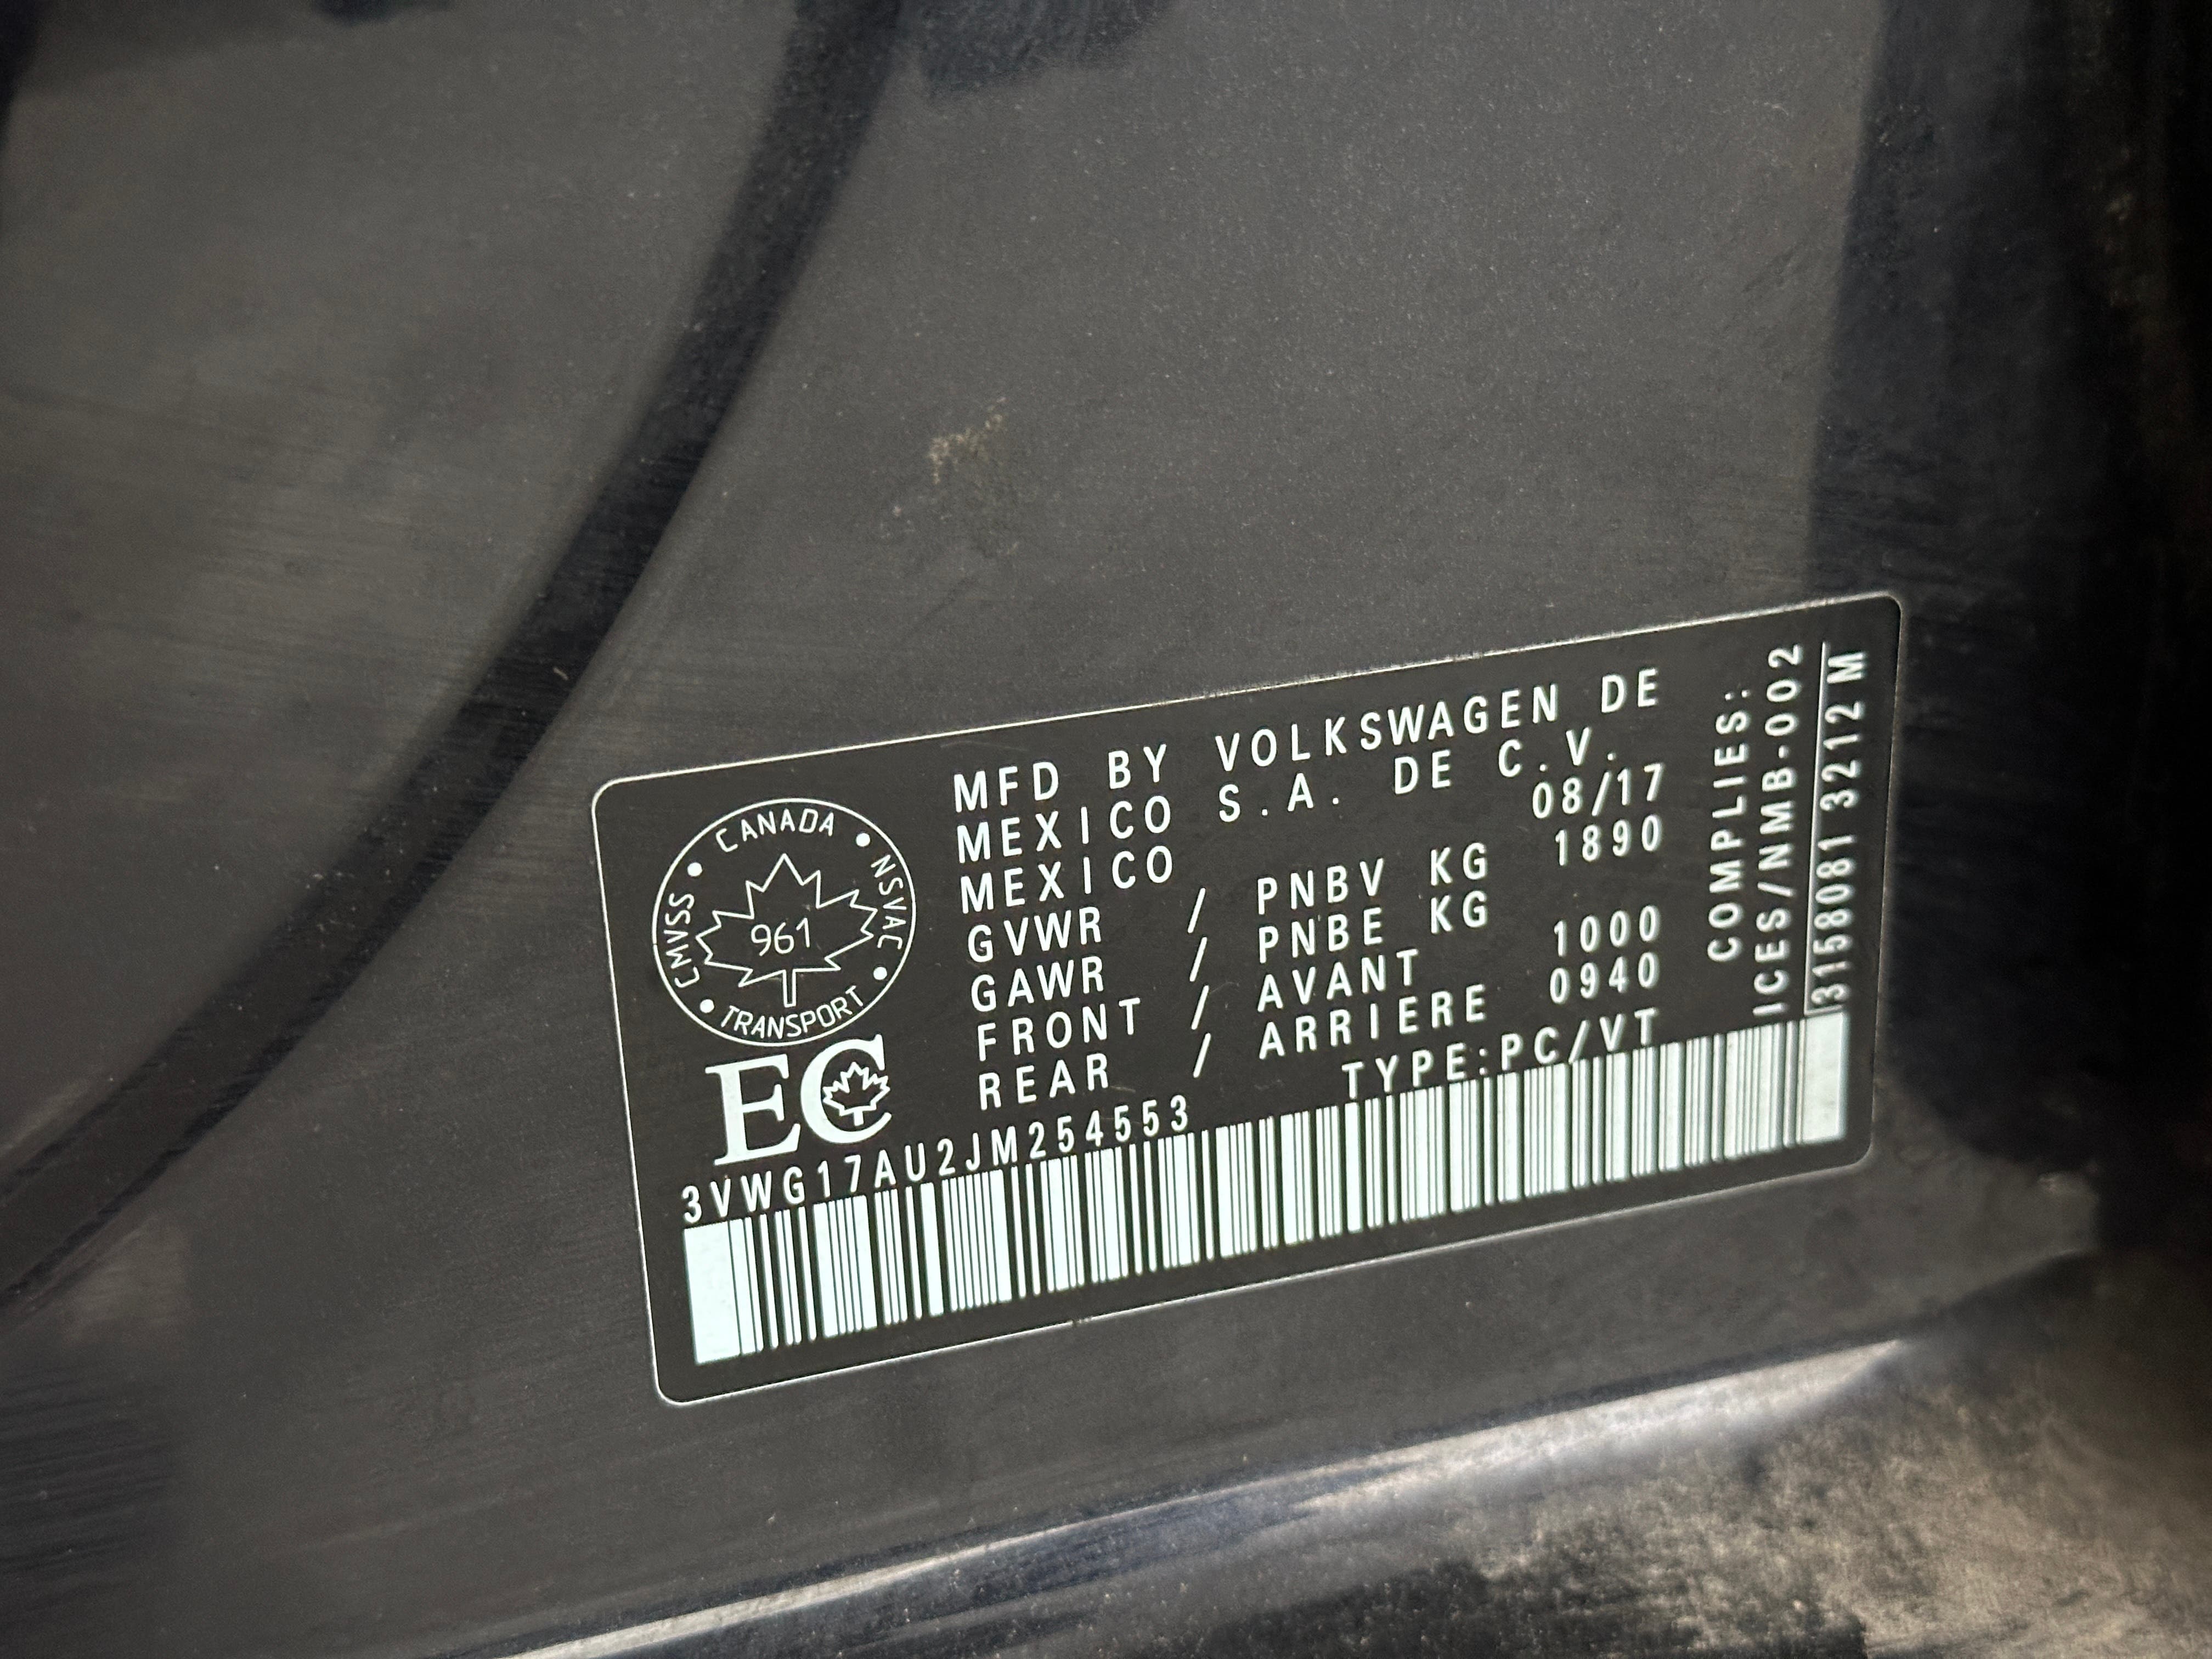 MFD BY VOLKSWAGEN DE
MEXICO S.A. DE C.V.
MEXICO 08/17
GVWR / PNBV KG 1890
GAWR / PNBE KG
FRONT / AVANT 1000
REAR / ARRIERE 0940
TYPE:PC/VT
CANADA
NSVAC
TRANSPORT
CMVSS
961
EC
3VWG17AU2JM254553
COMPLIES:
ICES/NMB-002
3158081 3212 M